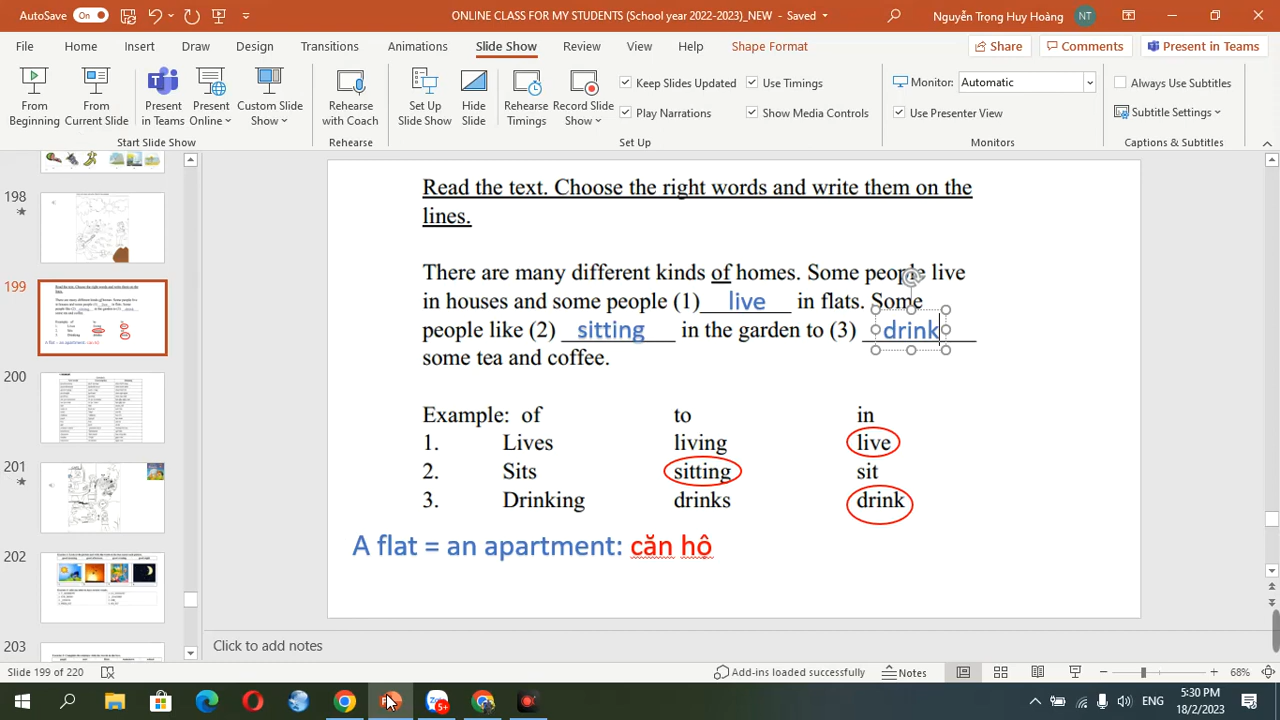 AutoSave On
ONLINE CLASS FOR MY STUDENTS (School year 2022-2023)_NEW - Saved
Nguyễn Trọng Huy Hoàng NT
File Home Insert Draw Design Transitions Animations Slide Show Review View Help Shape Format
Share Comments Present in Teams
From Beginning
From Current Slide
Present in Teams
Present Online
Custom Slide Show
Start Slide Show
Rehearse with Coach
Rehearse
Set Up Slide Show
Hide Slide
Rehearse Timings
Record Slide Show
Keep Slides Updated
Play Narrations
Use Timings
Show Media Controls
Set Up
Monitor: Automatic
Use Presenter View
Monitors
Always Use Subtitles
Subtitle Settings
Captions & Subtitles
198
199
200
201
202
203
Read the text. Choose the right words and write them on the
lines.
There are many different kinds of homes. Some people live
in houses and some people (1) live in flats. Some
people like (2) sitting in the garden to (3) drink
some tea and coffee.
Example: of to in
1. Lives living live
2. Sits sitting sit
3. Drinking drinks drink
A flat = an apartment: căn hộ
Click to add notes
Slide 199 of 220
Add-ins loaded successfully
Notes
68%
5+
ENG
5:30 PM
18/2/2023